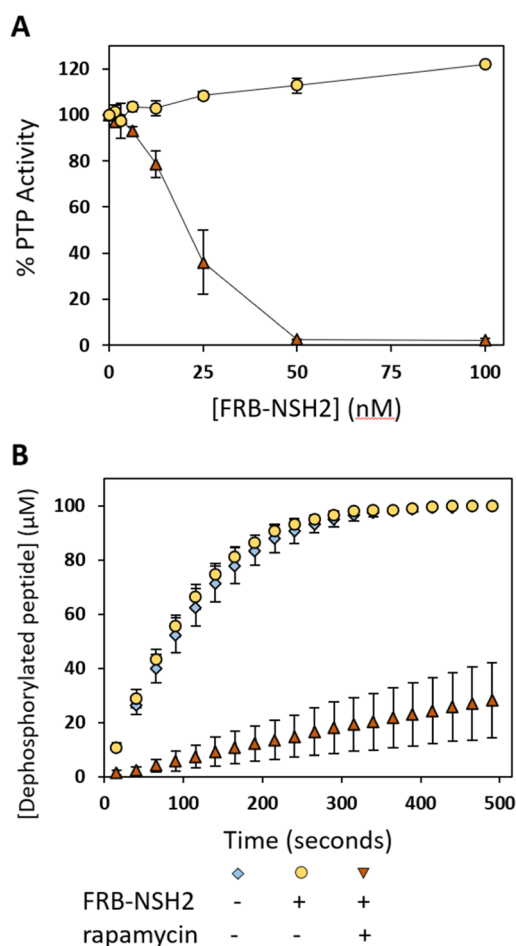 A
120
100
80
60
40
20
0
% PTP Activity
0 25 50 75 100
[FRB-NSH2] (nM)
B
100
80
60
40
20
0
[Dephosphorylated peptide] (µM)
0 100 200 300 400 500
Time (seconds)
FRB-NSH2 - + +
rapamycin - - +